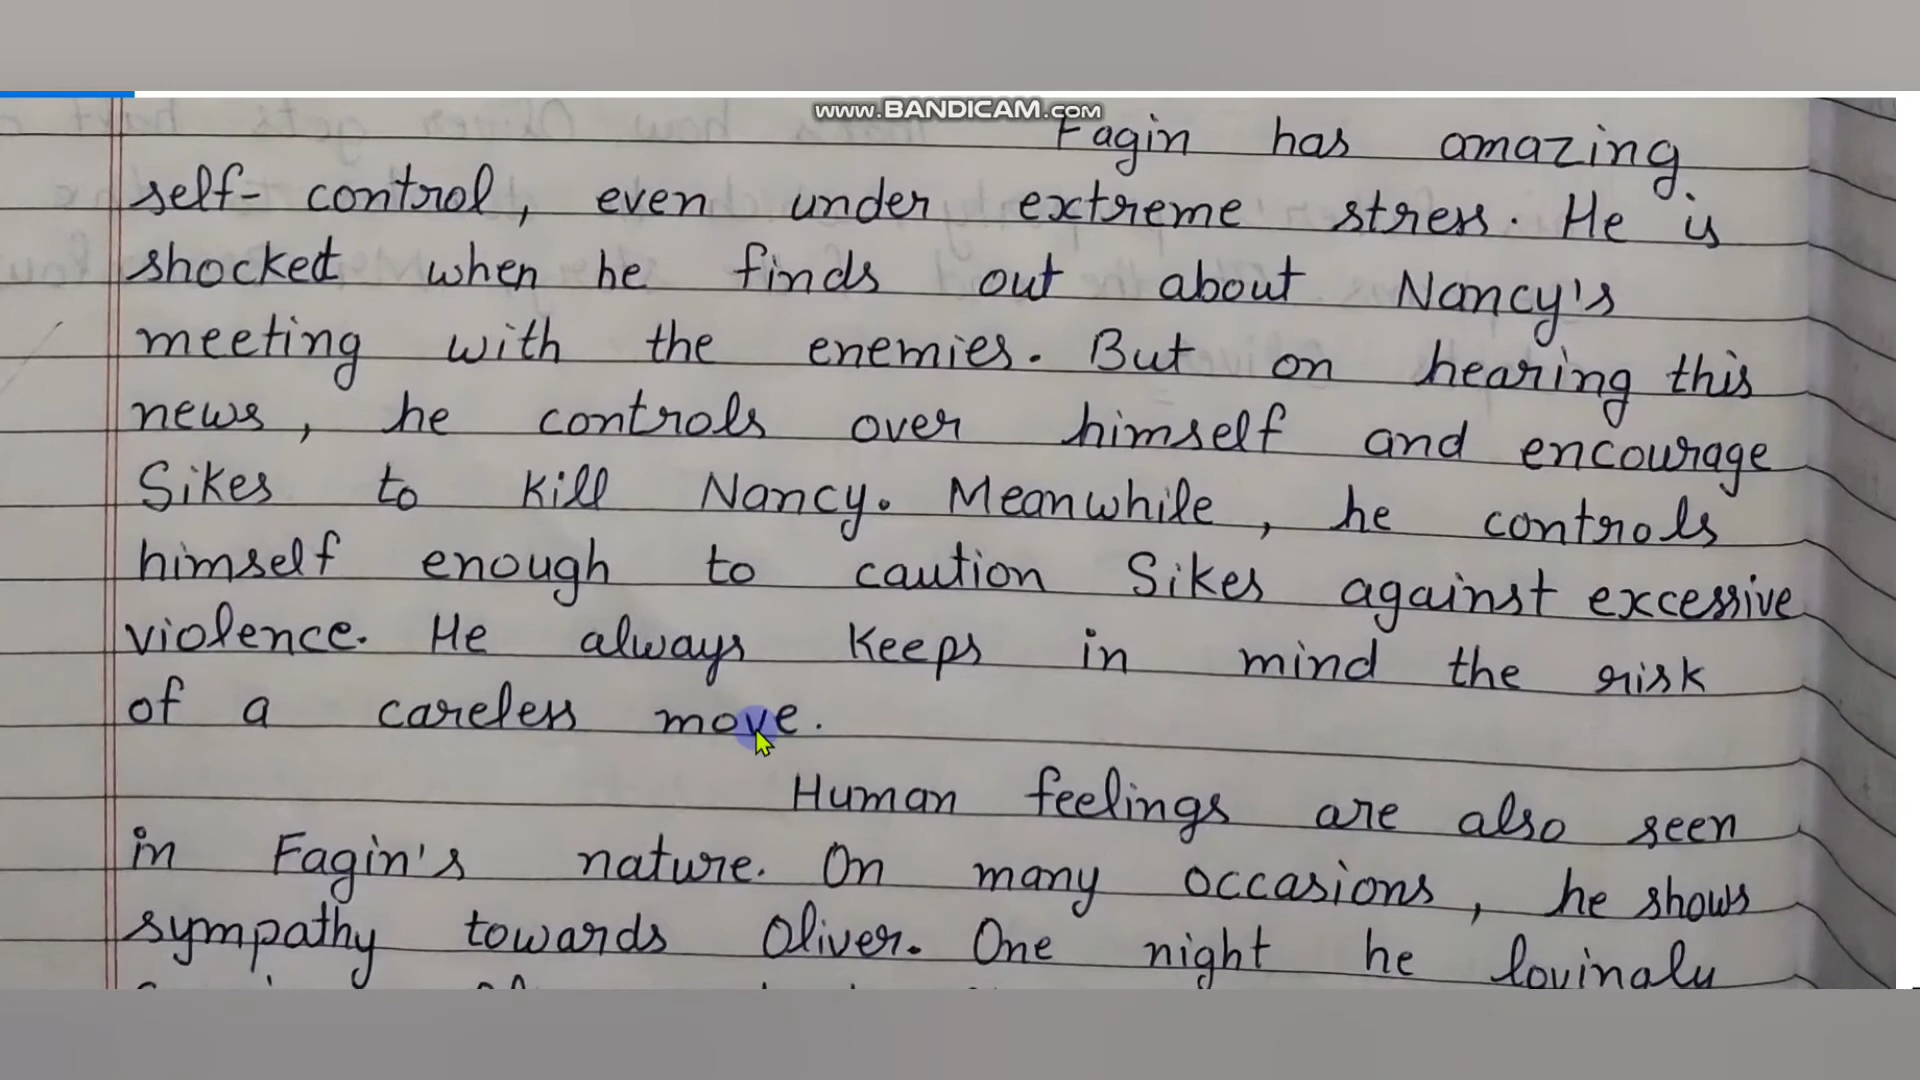 www.BANDICAM.com
Fagin has amazing
self-control, even under extreme stress. He is
shocked when he finds out about Nancy's
meeting with the enemies. But on hearing this
news, he controls over himself and encourage
Sikes to kill Nancy. Meanwhile, he controls
himself enough to caution Sikes against excessive
violence. He always keeps in mind the risk
of a careless move.
Human feelings are also seen
in Fagin's nature. On many occasions, he shows
sympathy towards Oliver. One night he lovingly